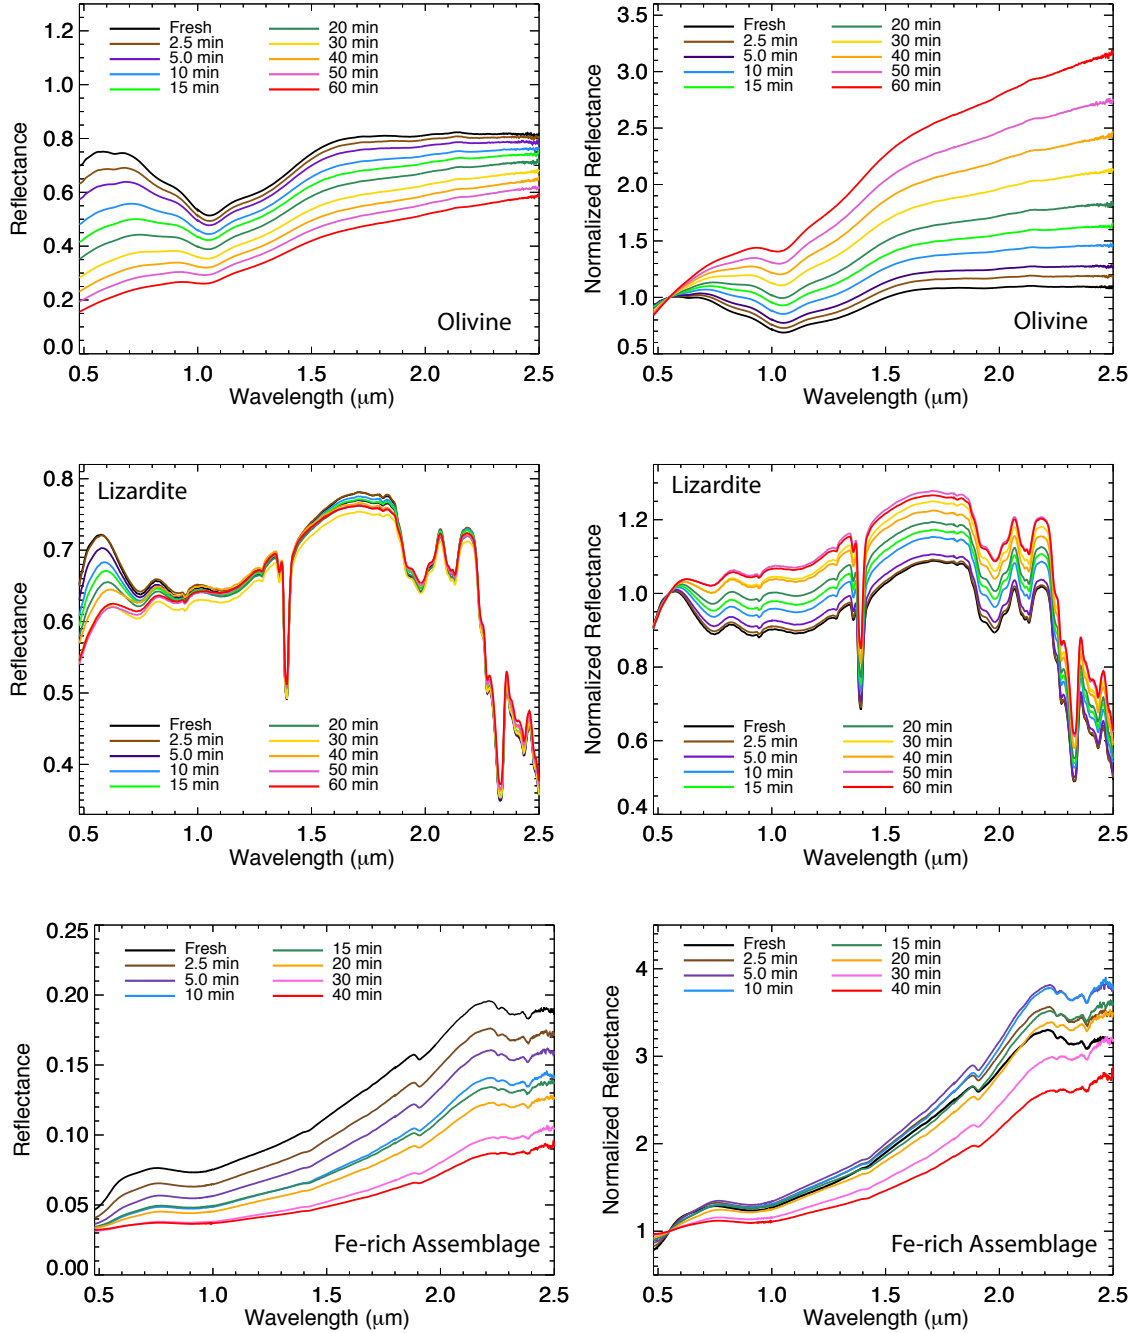 1.2
1.0
0.8
0.6
0.4
0.2
0.0
Reflectance
Fresh
2.5 min
5.0 min
10 min
15 min
20 min
30 min
40 min
50 min
60 min
Olivine
0.5 1.0 1.5 2.0 2.5
Wavelength (μm)
3.5
3.0
2.5
2.0
1.5
1.0
0.5
Normalized Reflectance
Fresh
2.5 min
5.0 min
10 min
15 min
20 min
30 min
40 min
50 min
60 min
Olivine
0.5 1.0 1.5 2.0 2.5
Wavelength (μm)
0.8
0.7
0.6
0.5
0.4
Reflectance
Lizardite
Fresh
2.5 min
5.0 min
10 min
15 min
20 min
30 min
40 min
50 min
60 min
0.5 1.0 1.5 2.0 2.5
Wavelength (μm)
1.2
1.0
0.8
0.6
0.4
Normalized Reflectance
Lizardite
Fresh
2.5 min
5.0 min
10 min
15 min
20 min
30 min
40 min
50 min
60 min
0.5 1.0 1.5 2.0 2.5
Wavelength (μm)
0.25
0.20
0.15
0.10
0.05
0.00
Reflectance
Fresh
2.5 min
5.0 min
10 min
15 min
20 min
30 min
40 min
Fe-rich Assemblage
0.5 1.0 1.5 2.0 2.5
Wavelength (μm)
4
3
2
1
Normalized Reflectance
Fresh
2.5 min
5.0 min
10 min
15 min
20 min
30 min
40 min
Fe-rich Assemblage
0.5 1.0 1.5 2.0 2.5
Wavelength (μm)